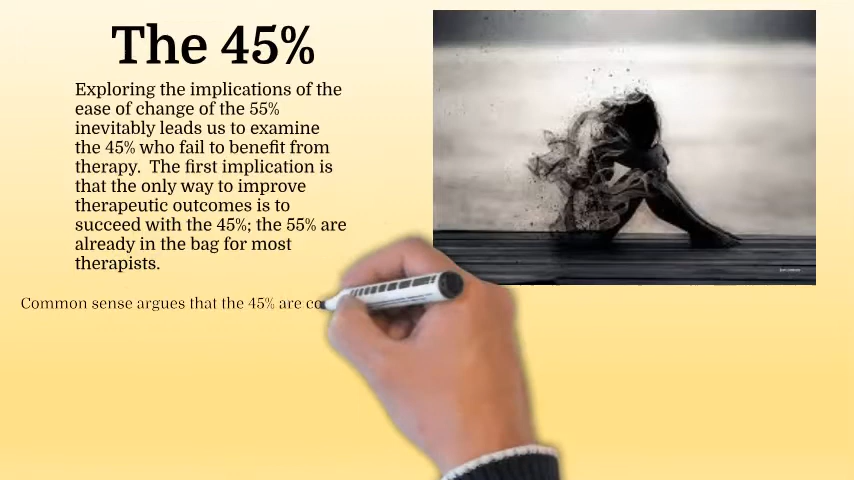 The 45%
Exploring the implications of the
ease of change of the 55%
inevitably leads us to examine
the 45% who fail to benefit from
therapy.  The first implication is
that the only way to improve
therapeutic outcomes is to
succeed with the 45%; the 55% are
already in the bag for most
therapists.
Common sense argues that the 45% are